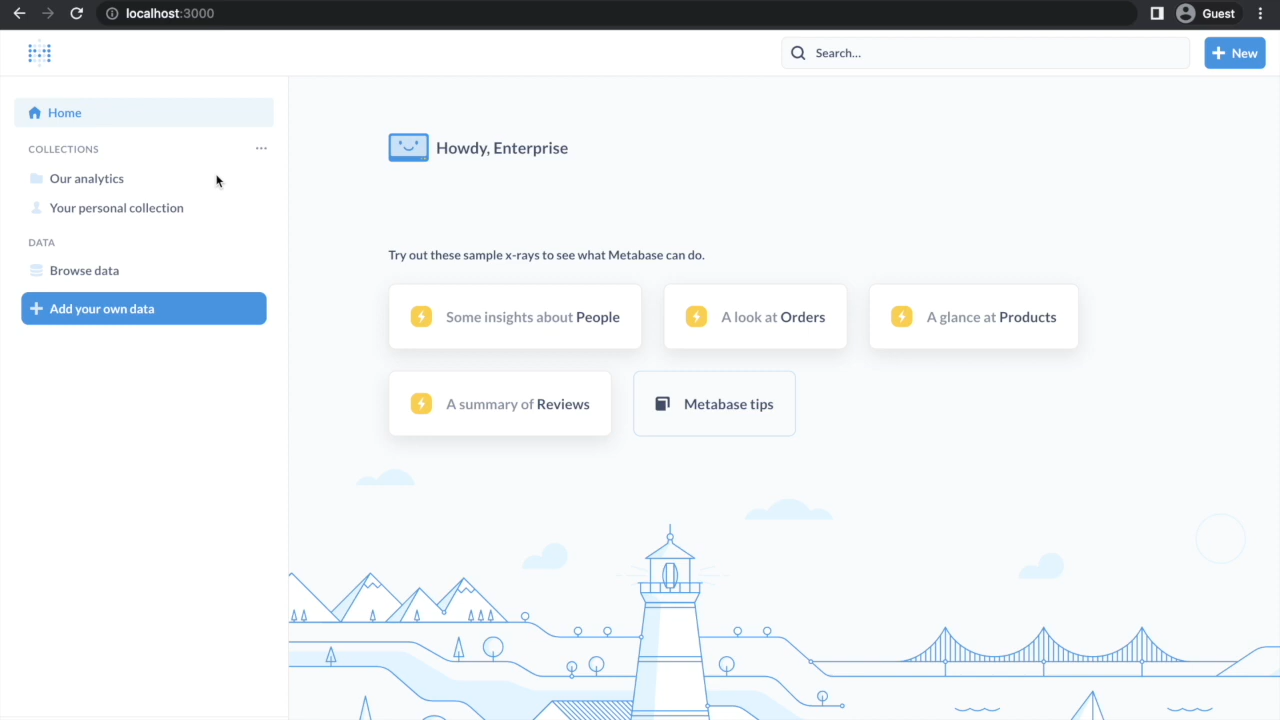 localhost:3000
Guest
Search...
New
Home
COLLECTIONS
Our analytics
Your personal collection
DATA
Browse data
Add your own data
Howdy, Enterprise
Try out these sample x-rays to see what Metabase can do.
Some insights about People
A look at Orders
A glance at Products
A summary of Reviews
Metabase tips